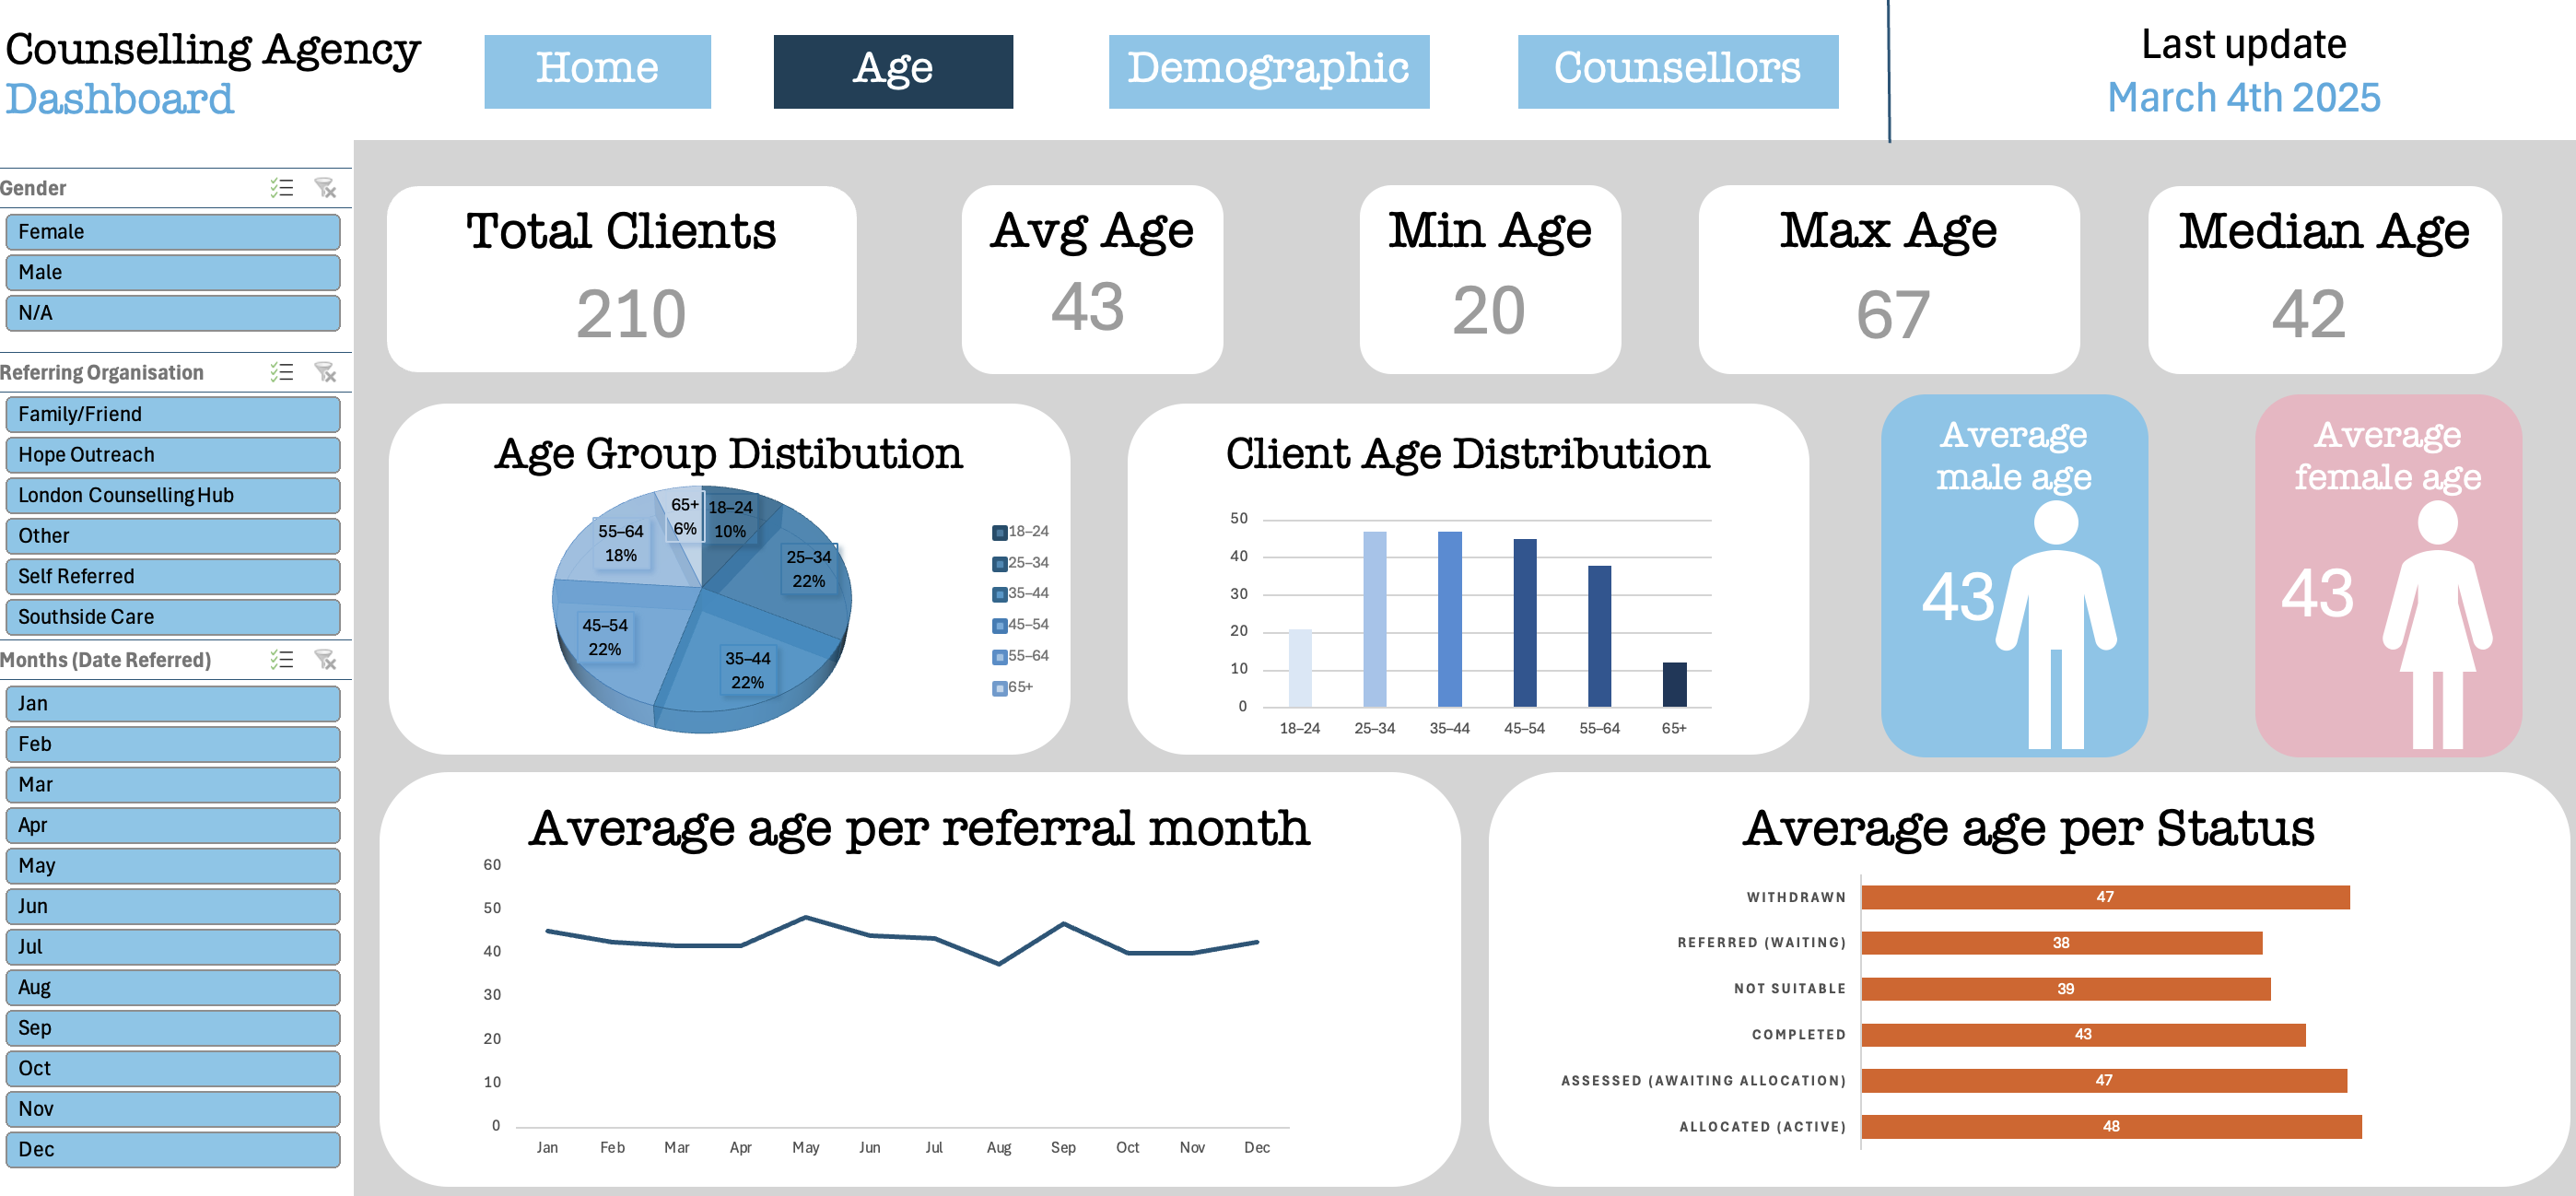 Counselling Agency
Dashboard
Home
Age
Demographic
Counsellors
Last update
March 4th 2025
Gender
Female
Male
N/A
Referring Organisation
Family/Friend
Hope Outreach
London Counselling Hub
Other
Self Referred
Southside Care
Months (Date Referred)
Jan
Feb
Mar
Apr
May
Jun
Jul
Aug
Sep
Oct
Nov
Dec
Total Clients
210
Avg Age
43
Min Age
20
Max Age
67
Median Age
42
Age Group Distibution
65+
6%
18–24
10%
55–64
18%
25–34
22%
45–54
22%
35–44
22%
18–24
25–34
35–44
45–54
55–64
65+
Client Age Distribution
50
40
30
20
10
0
18–24 25–34 35–44 45–54 55–64 65+
Average
male age
43
Average
female age
43
Average age per referral month
60
50
40
30
20
10
0
Jan Feb Mar Apr May Jun Jul Aug Sep Oct Nov Dec
Average age per Status
WITHDRAWN 47
REFERRED (WAITING) 38
NOT SUITABLE 39
COMPLETED 43
ASSESSED (AWAITING ALLOCATION) 47
ALLOCATED (ACTIVE) 48